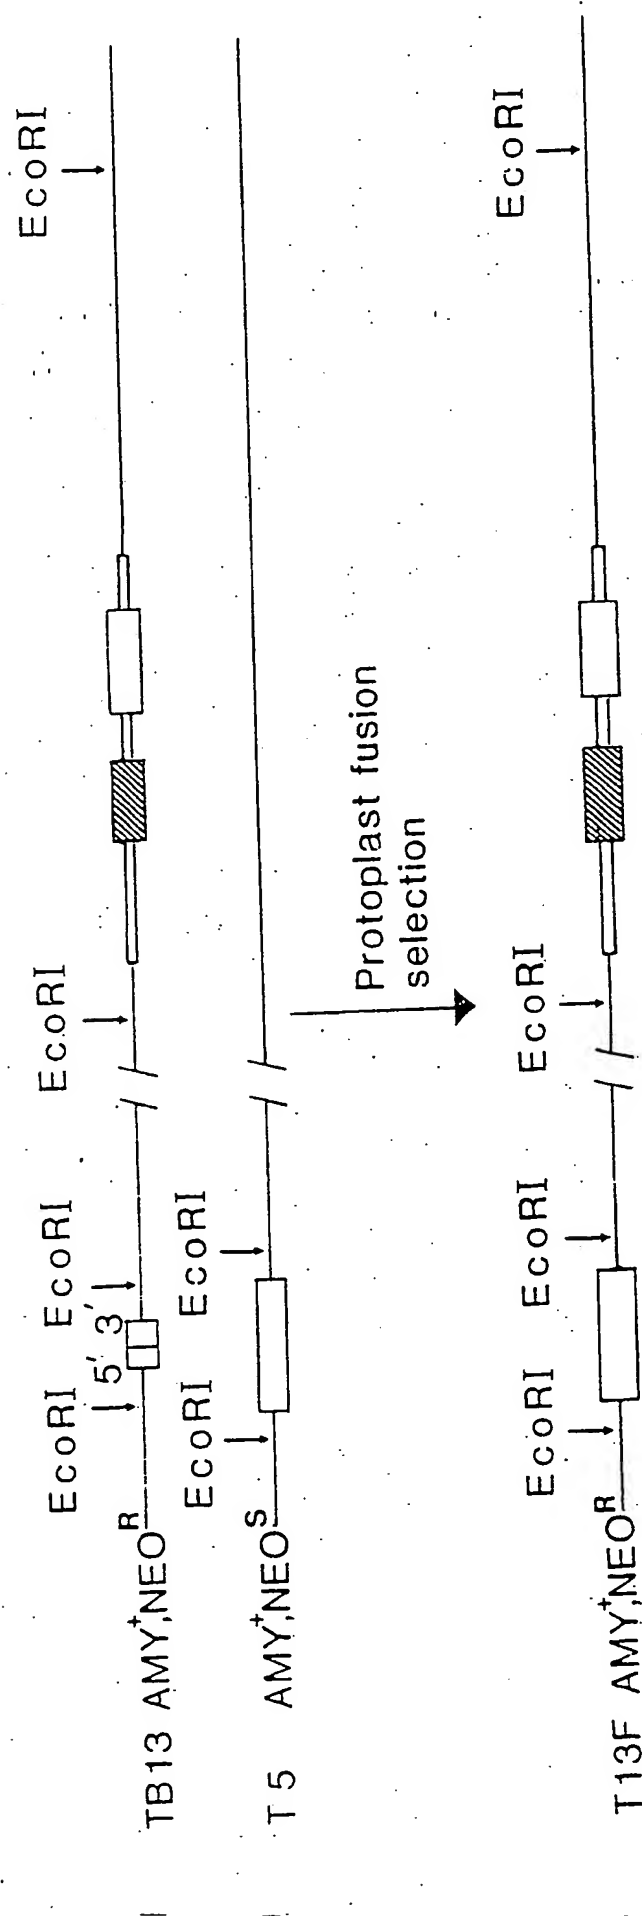 EcoRI EcoRI EcoRI EcoRI
5' 3'
TB13 AMY+,NEOR
EcoRI EcoRI
T5 AMY+,NEOS
Protoplast fusion
selection
EcoRI EcoRI EcoRI EcoRI
T13F AMY+,NEOR